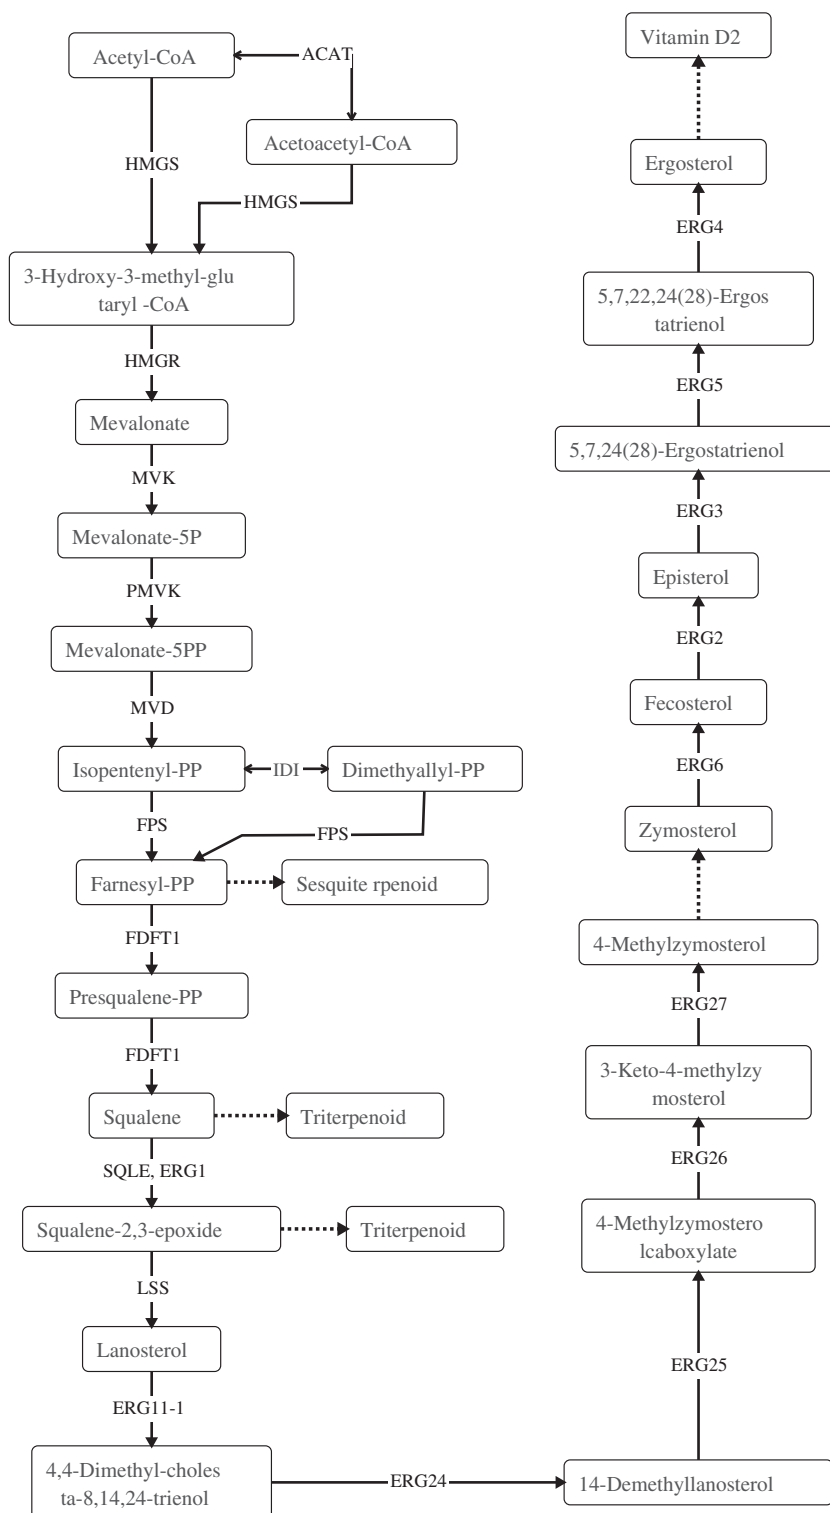 Acetyl-CoA
ACAT
Acetoacetyl-CoA
HMGS
HMGS
3-Hydroxy-3-methyl-glu
taryl -CoA
HMGR
Mevalonate
MVK
Mevalonate-5P
PMVK
Mevalonate-5PP
MVD
Isopentenyl-PP
IDI
Dimethyallyl-PP
FPS
FPS
Farnesyl-PP
Sesquite rpenoid
FDFT1
Presqualene-PP
FDFT1
Squalene
Triterpenoid
SQLE, ERG1
Squalene-2,3-epoxide
Triterpenoid
LSS
Lanosterol
ERG11-1
4,4-Dimethyl-choles
ta-8,14,24-trienol
ERG24
14-Demethyllanosterol
ERG25
4-Methylzymostero
lcaboxylate
ERG26
3-Keto-4-methylzy
mosterol
ERG27
4-Methylzymosterol
Zymosterol
ERG6
Fecosterol
ERG2
Episterol
ERG3
5,7,24(28)-Ergostatrienol
ERG5
5,7,22,24(28)-Ergos
tatrienol
ERG4
Ergosterol
Vitamin D2